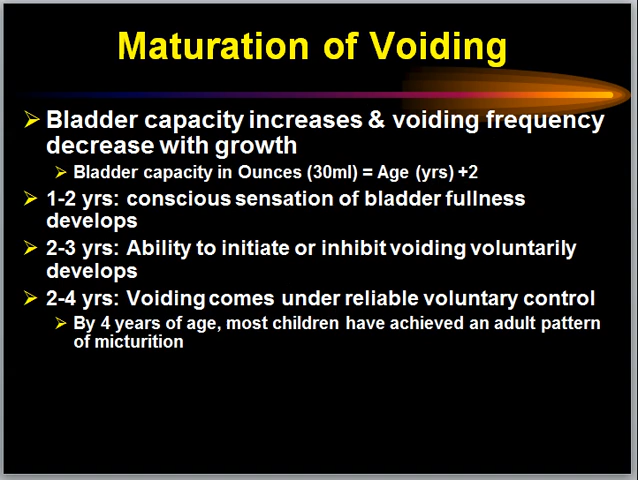 Maturation of Voiding
Bladder capacity increases & voiding frequency
decrease with growth
Bladder capacity in Ounces (30ml) = Age (yrs) +2
1-2 yrs: conscious sensation of bladder fullness
develops
2-3 yrs: Ability to initiate or inhibit voiding voluntarily
develops
2-4 yrs: Voiding comes under reliable voluntary control
By 4 years of age, most children have achieved an adult pattern
of micturition